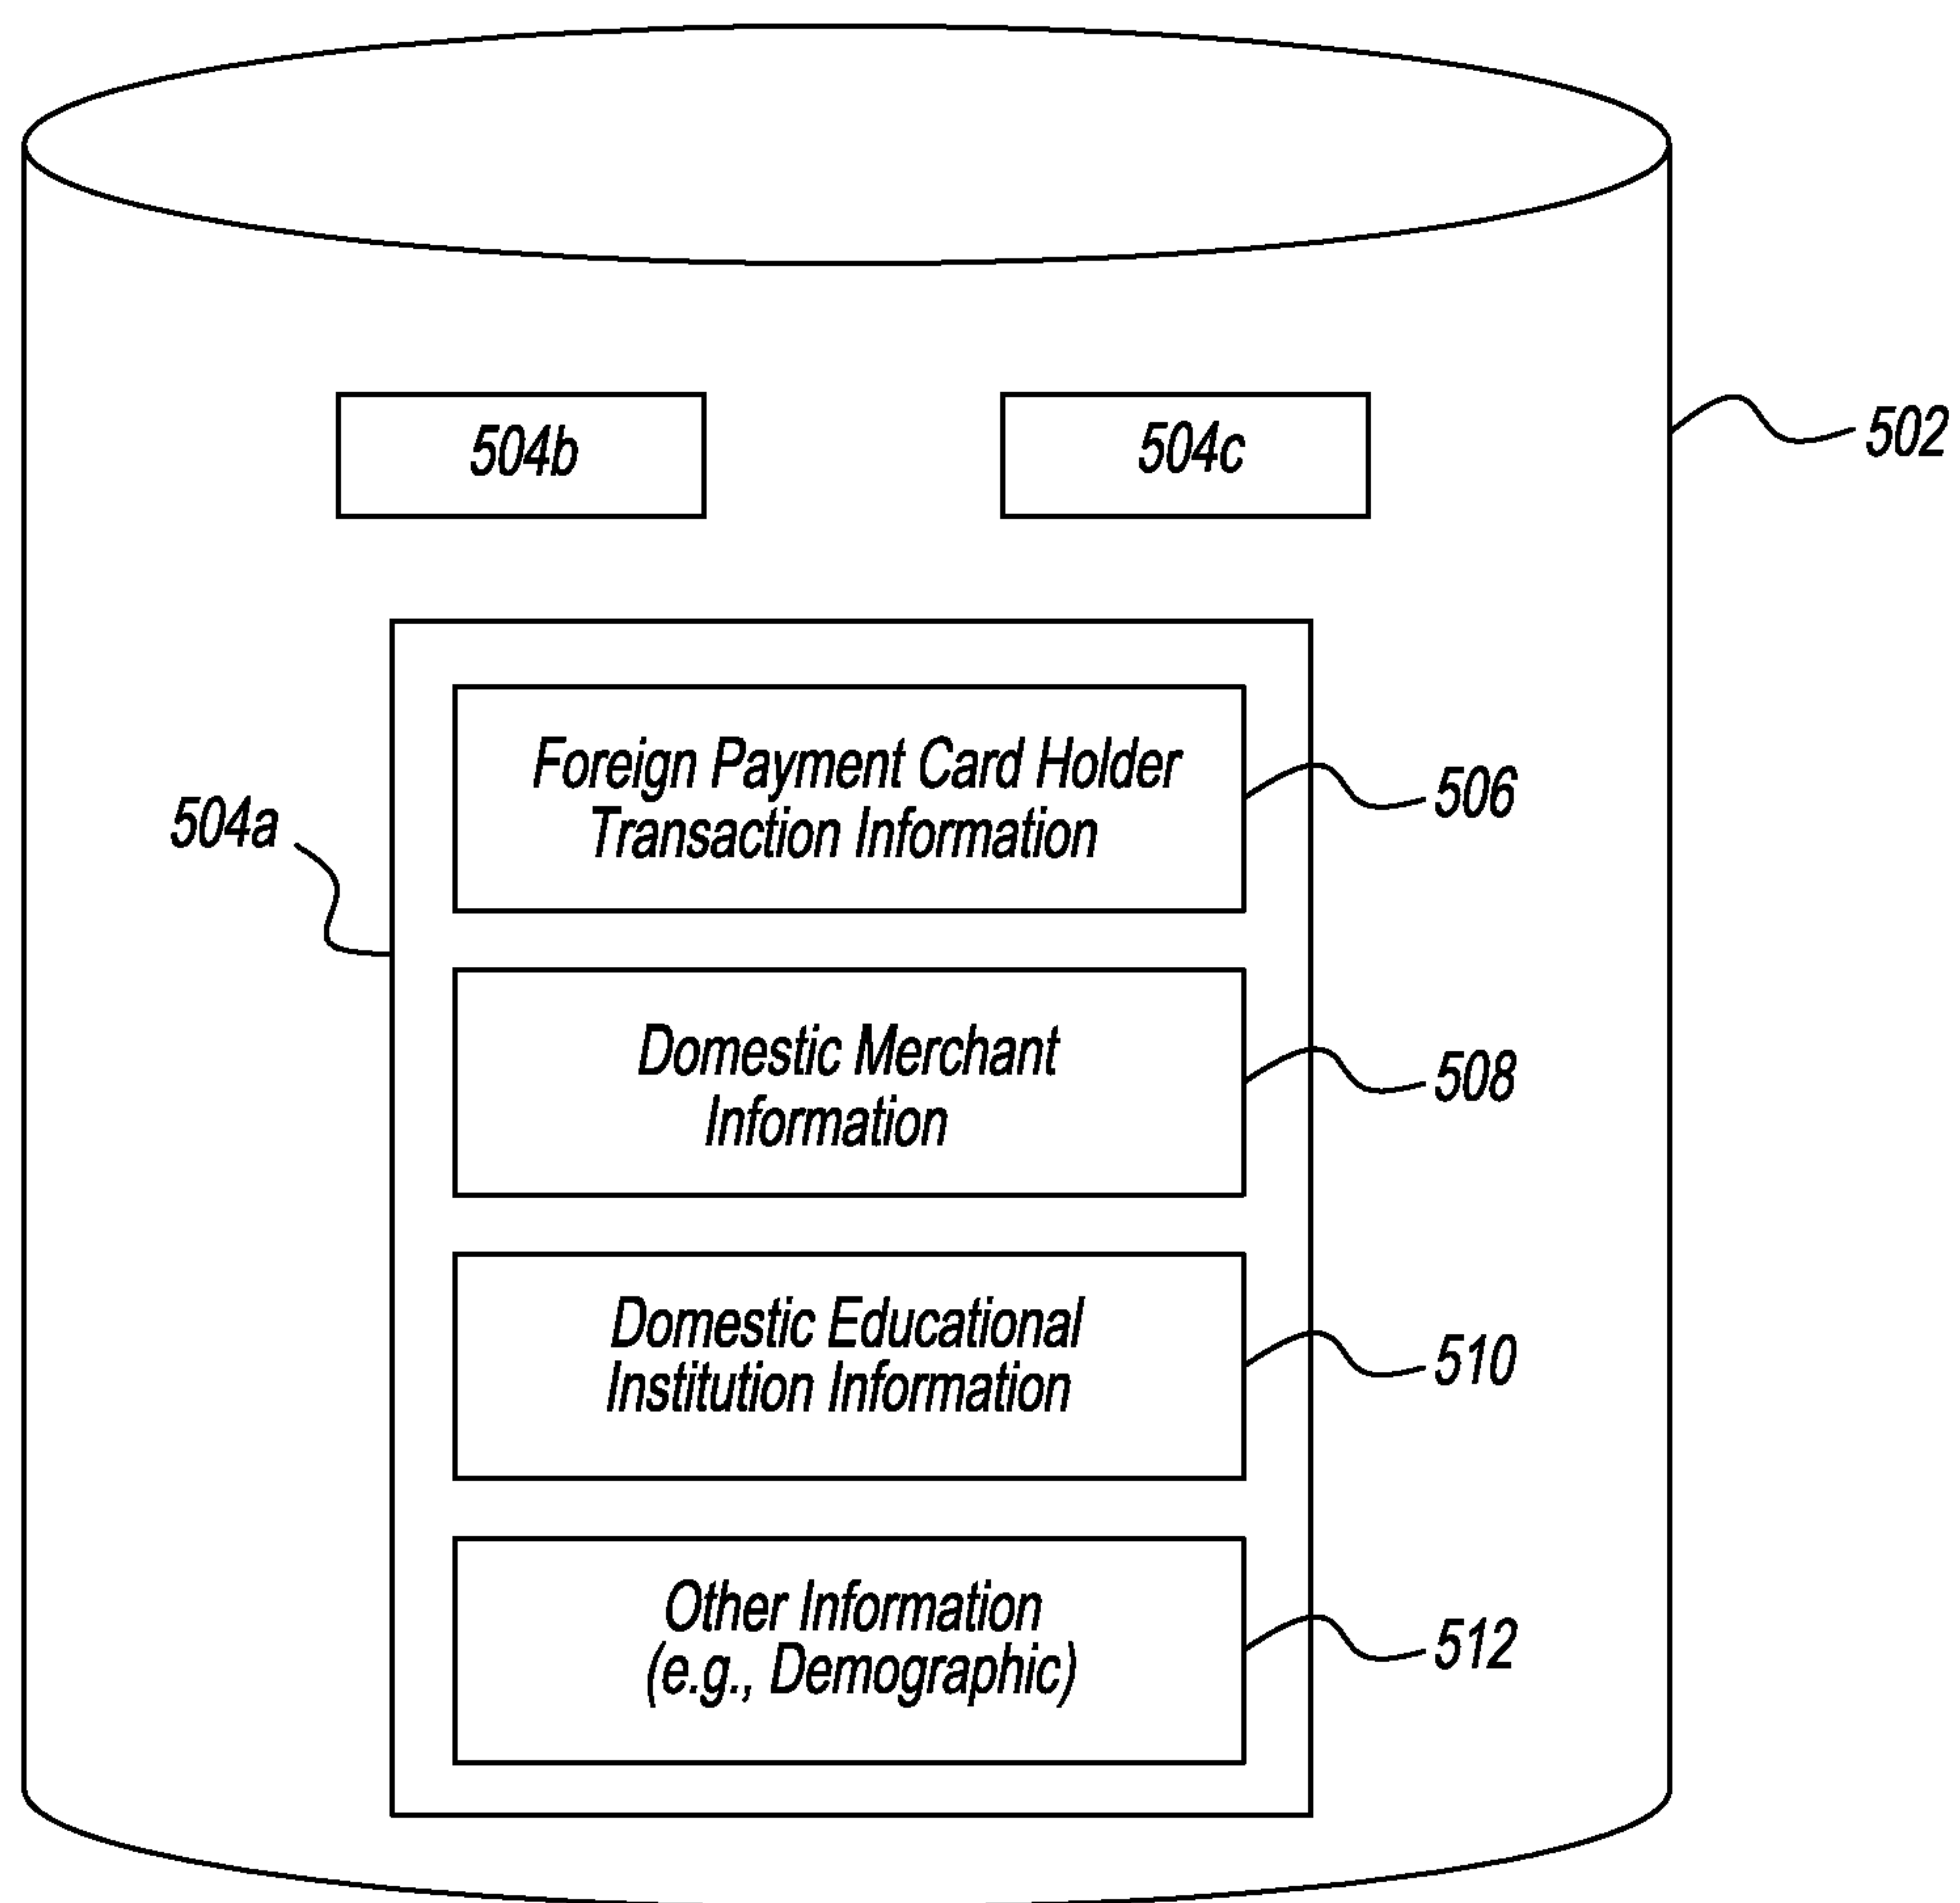 504b
504c
502
504a
Foreign Payment Card Holder
Transaction Information
506
Domestic Merchant
Information
508
Domestic Educational
Institution Information
510
Other Information
(e.g., Demographic)
512